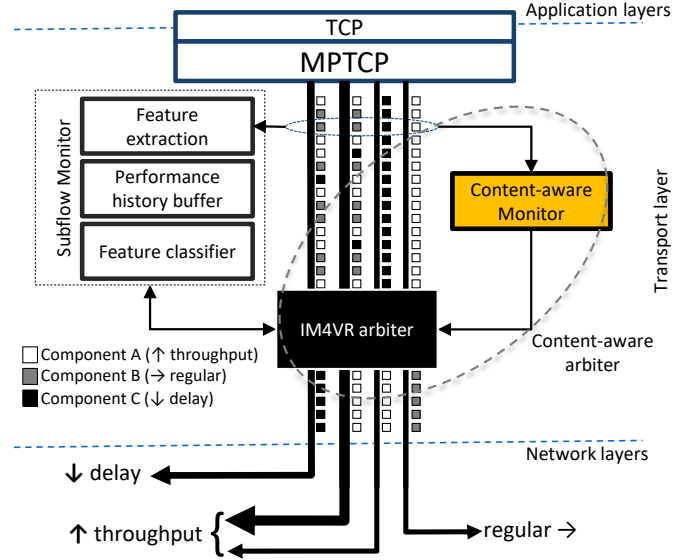 Application layers
TCP
MPTCP
Subflow Monitor
Feature
extraction
Performance
history buffer
Feature classifier
Content-aware
Monitor
Transport layer
IM4VR arbiter
Content-aware
arbiter
Component A (↑ throughput)
Component B (→ regular)
Component C (↓ delay)
Network layers
↓ delay
↑ throughput {
regular →